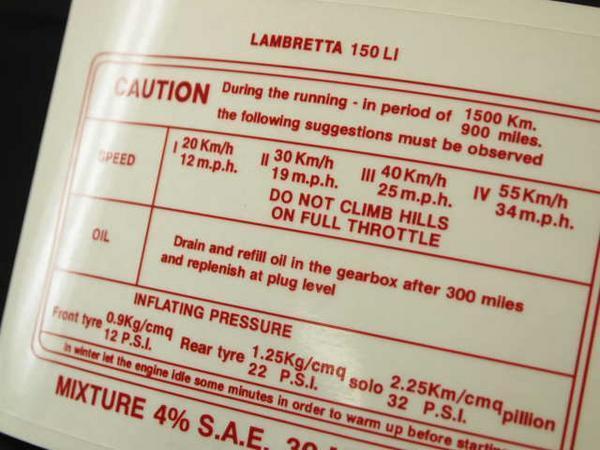 LAMBRETTA 150 LI
CAUTION During the running - in period of 1500 Km. 900 miles.
the following suggestions must be observed
SPEED I 20 Km/h 12 m.p.h. II 30 Km/h 19 m.p.h. III 40 Km/h 25 m.p.h. IV 55 Km/h 34 m.p.h.
DO NOT CLIMB HILLS
ON FULL THROTTLE
OIL Drain and refill oil in the gearbox after 300 miles
and replenish at plug level
INFLATING PRESSURE
Front tyre 0.9Kg/cmq 12 P.S.I. Rear tyre 1.25Kg/cmq 22 P.S.I. solo 2.25Km/cmq 32 P.S.I. pillion
in winter let the engine idle some minutes in order to warm up before
MIXTURE 4% S.A.E.